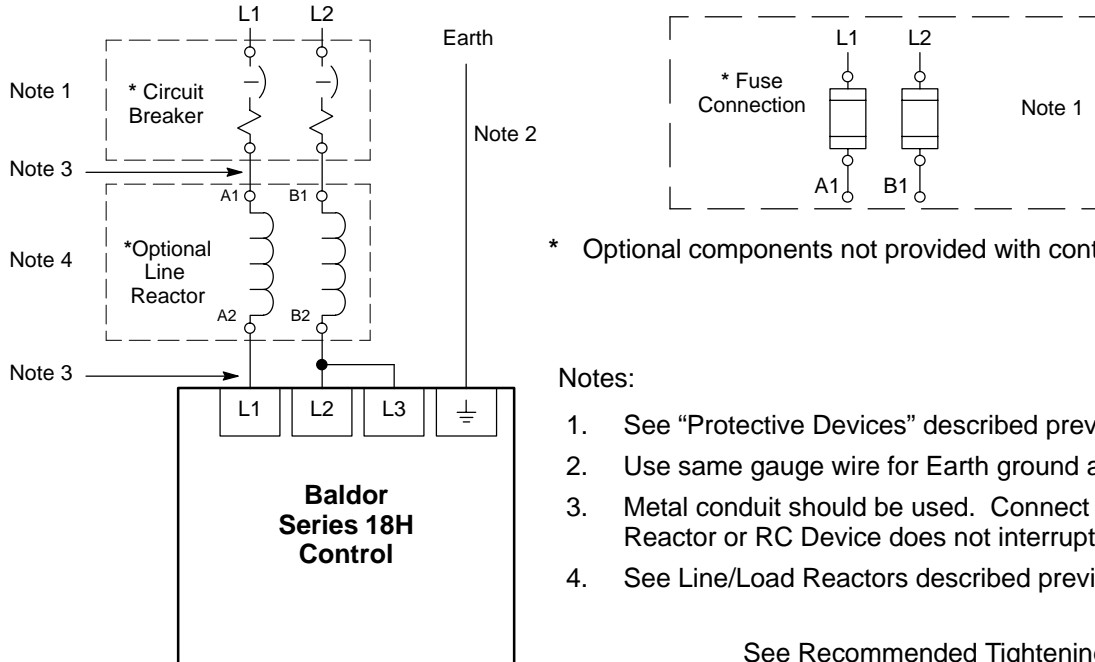 L1 L2
Earth
Note 1
* Circuit
Breaker
Note 2
Note 3
A1 B1
Note 4
*Optional
Line
Reactor
A2 B2
Note 3
L1 L2 L3
Baldor
Series 18H
Control
L1 L2
* Fuse
Connection
Note 1
A1 B1
* Optional components not provided with
Notes:
1. See “Protective Devices” described
2. Use same gauge wire for Earth ground
3. Metal conduit should be used. Connect
Reactor or RC Device does not interrupt
4. See Line/Load Reactors described
See Recommended Tightening